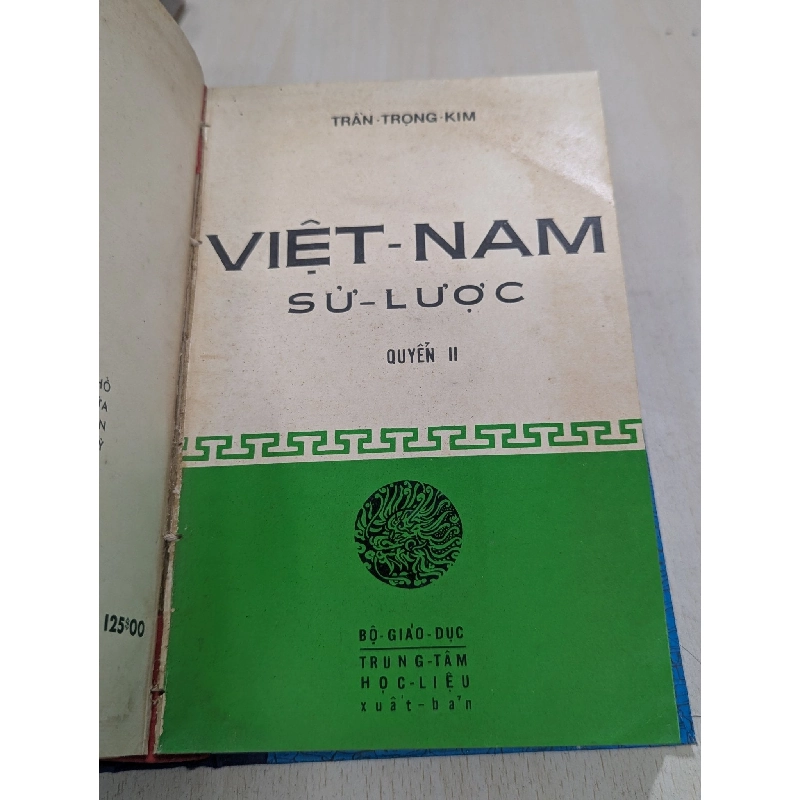 TRẦN-TRỌNG-KIM
VIỆT-NAM
SỬ-LƯỢC
QUYỂN II
BỘ-GIÁO-DỤC
TRUNG-TÂM
HỌC-LIỆU
xuất-bản
125$00